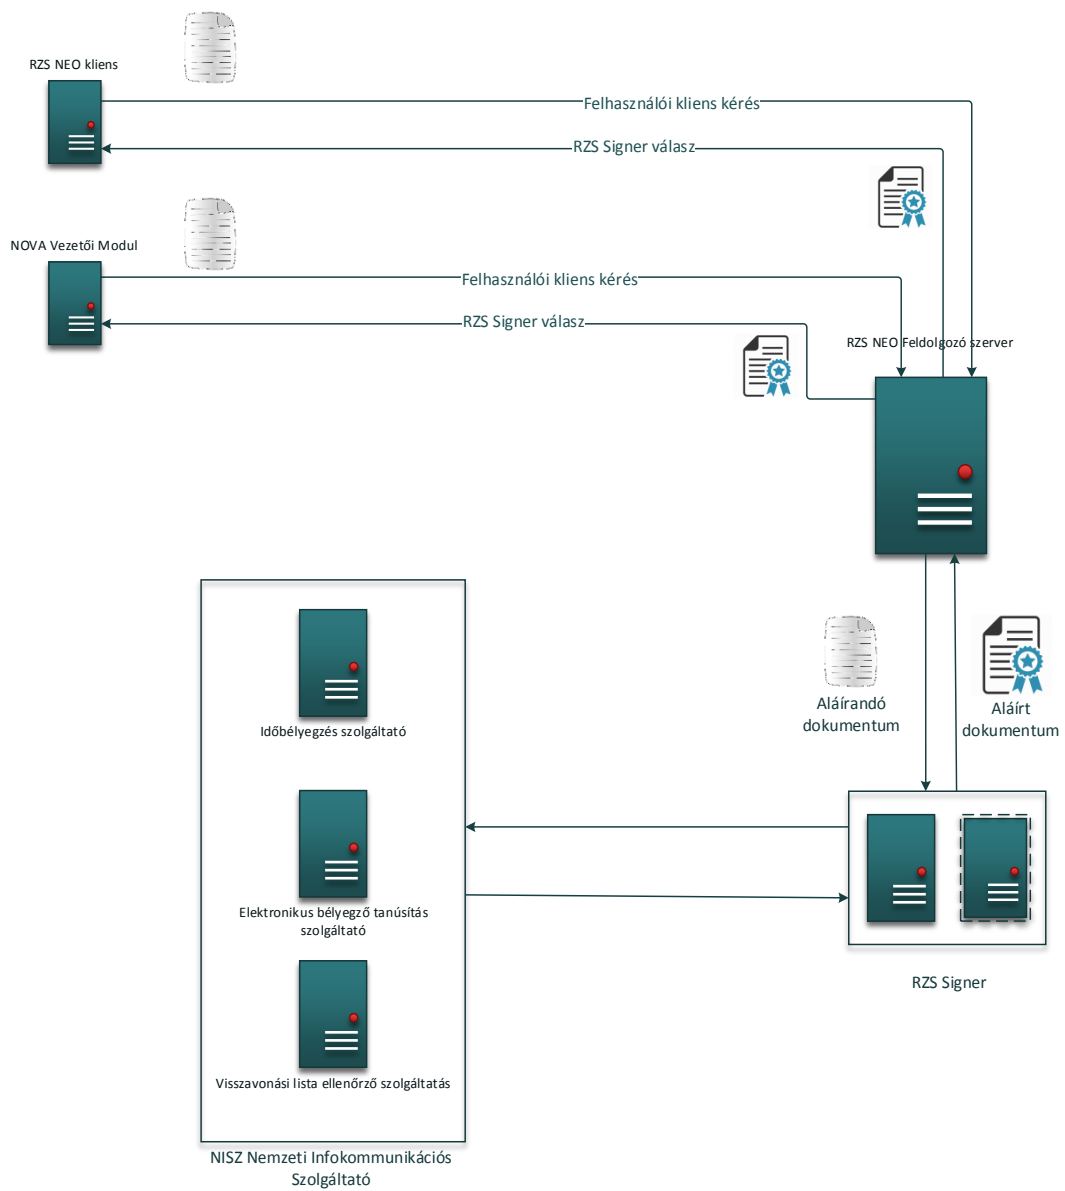 RZS NEO kliens
Felhasználói kliens kérés
RZS Signer válasz
NOVA Vezetői Modul
Felhasználói kliens kérés
RZS Signer válasz
RZS NEO Feldolgozó szerver
Aláírandó
dokumentum
Aláírt
dokumentum
Időbélyegzés szolgáltató
Elektronikus bélyegző tanúsítás
szolgáltató
RZS Signer
Visszavonási lista ellenőrző szolgáltatás
NISZ Nemzeti Infokommunikációs
Szolgáltató